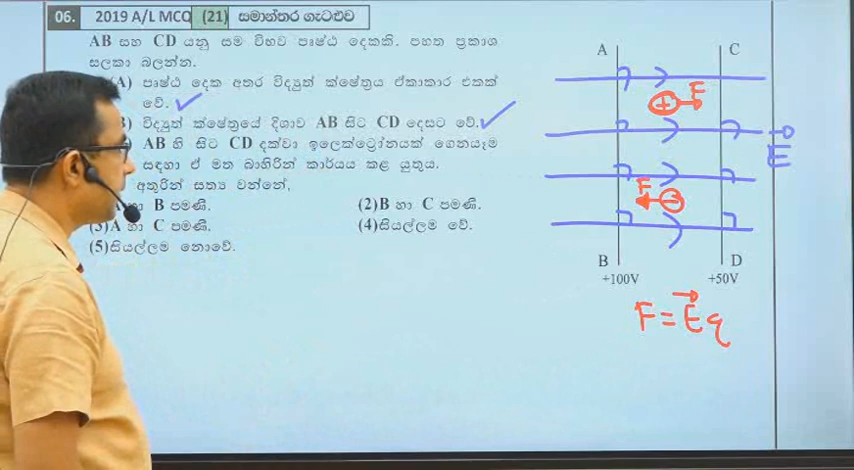 06. 2019 A/L MCQ (21) සමාන්තර ගැටළුව
AB සහ CD යනු සම විභව පෘෂ්ඨ දෙකකි. පහත ප්‍රකාශ
සලකා බලන්න.
(A) පෘෂ්ඨ දෙක අතර විද්‍යුත් ක්ෂේත්‍රය ඒකාකාර එකක්
වේ.
විද්‍යුත් ක්ෂේත්‍රයේ දිශාව AB සිට CD දෙසට වේ.
AB හි සිට CD දක්වා ඉලෙක්ට්‍රෝනයක් ගෙනයෑම
සඳහා ඒ මත බාහිරින් කාර්යය කළ යුතුය.
අතුරින් සත්‍ය වන්නේ,
හා B පමණි. (2)B හා C පමණි.
(3)A හා C පමණි. (4)සියල්ලම වේ.
(5)සියල්ලම නොවේ.
A C
F
+
E
F
−
B D
+100V +50V
F = E q